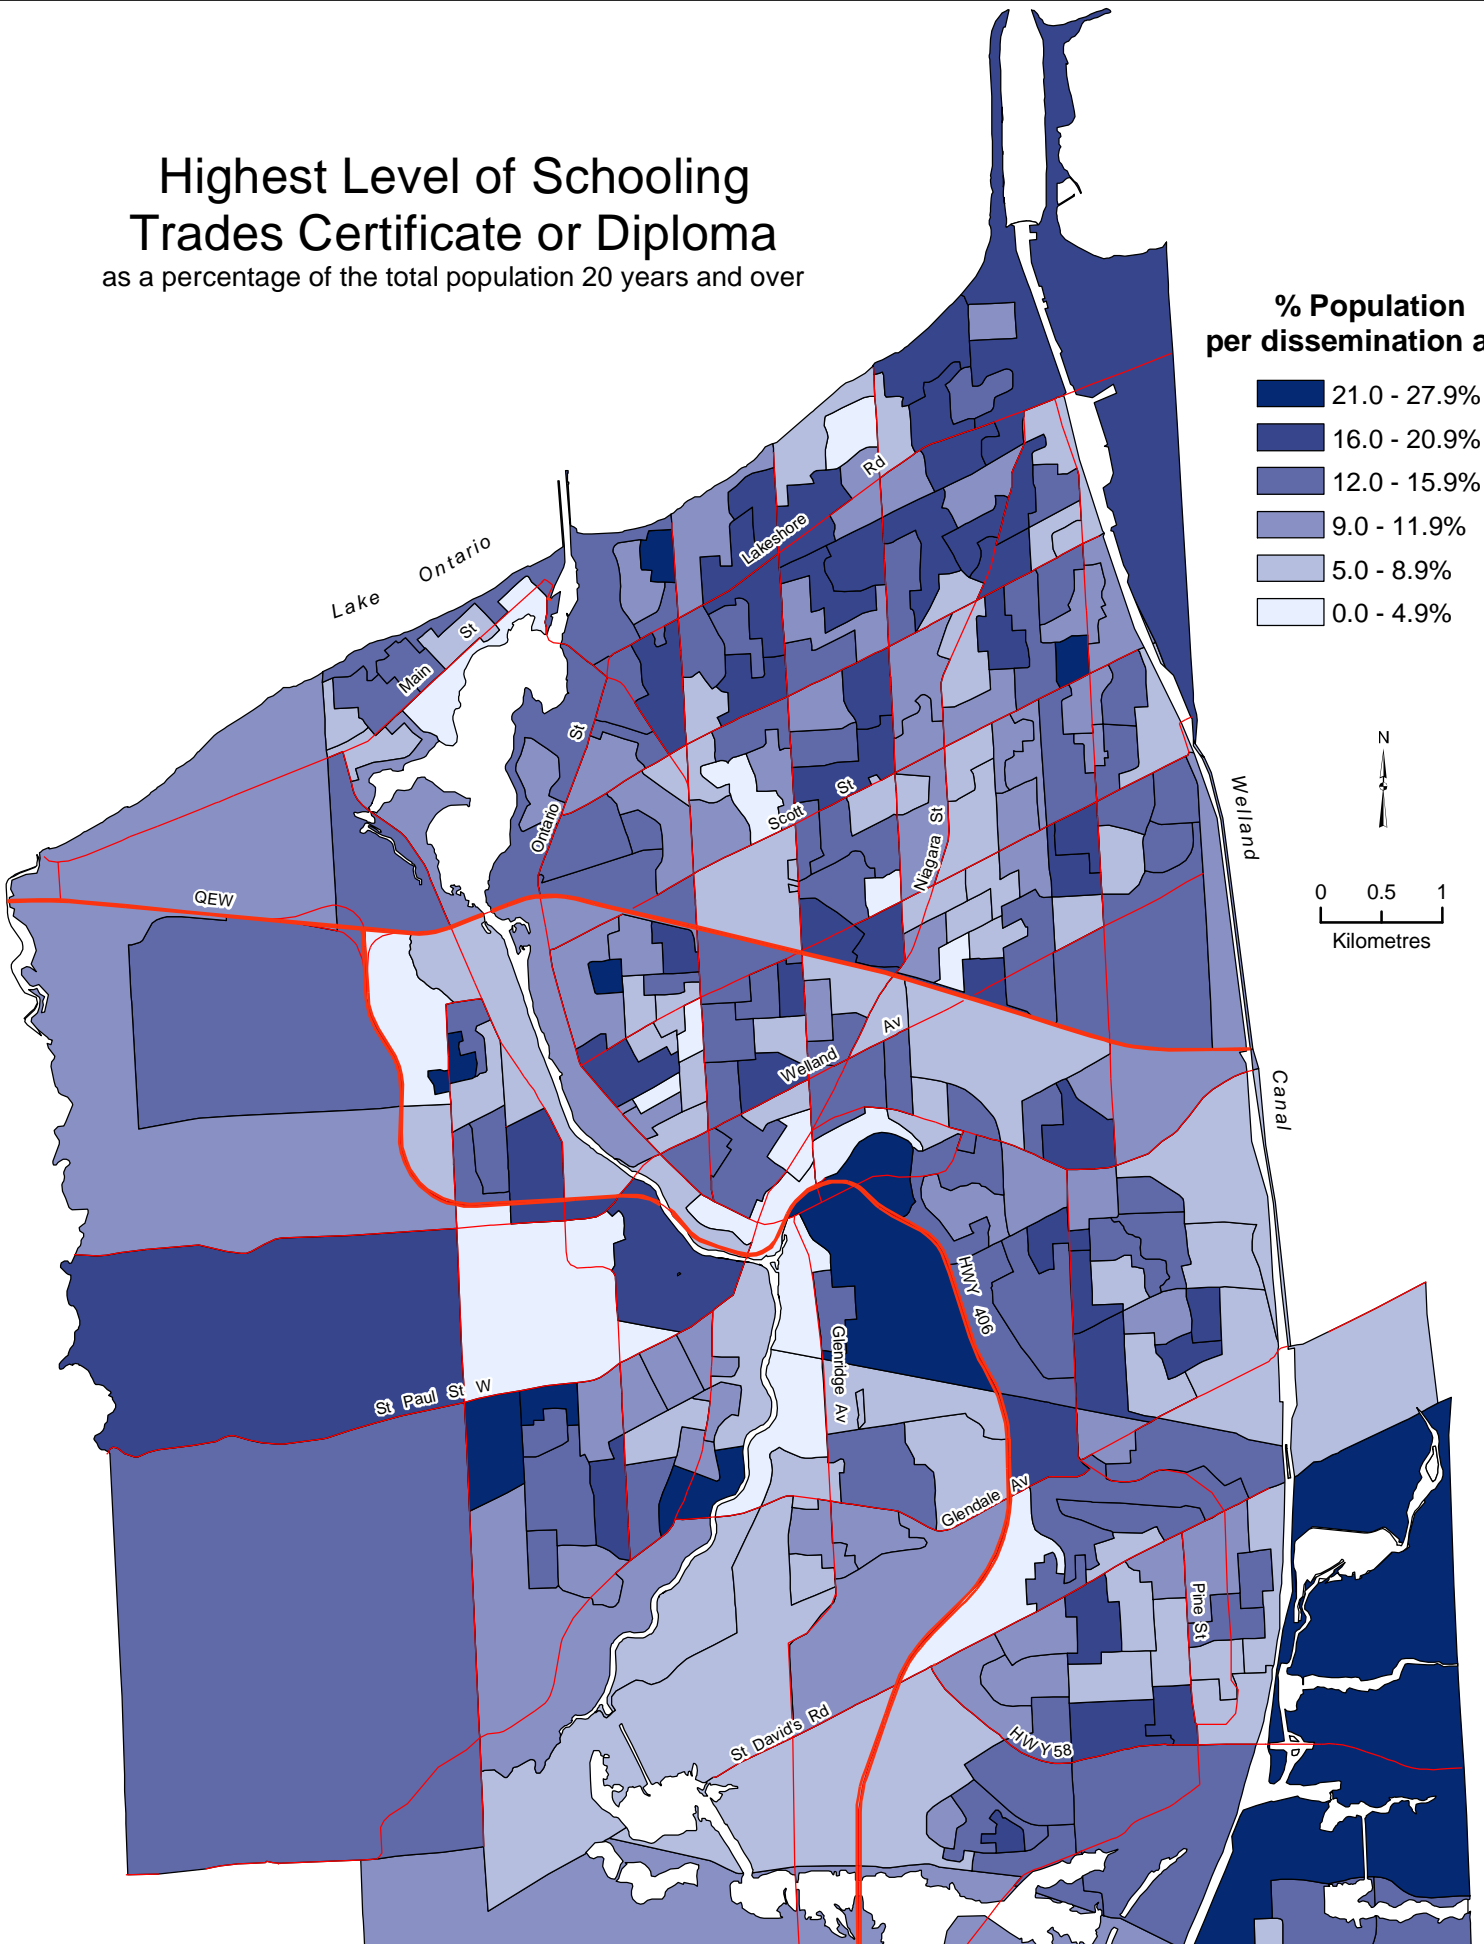 Highest Level of Schooling
Trades Certificate or Diploma
as a percentage of the total population 20 years and over
% Population
per dissemination a
21.0 - 27.9%
16.0 - 20.9%
12.0 - 15.9%
9.0 - 11.9%
5.0 - 8.9%
0.0 - 4.9%
N
0 0.5 1
Kilometres
Lake Ontario
Lakeshore Rd
Main St
Ontario St
Scott St
Niagara St
Welland Canal
QEW
Welland Av
HWY 406
Glenridge Av
St Paul St W
Glendale Av
Pine St
St David's Rd
HWY 58